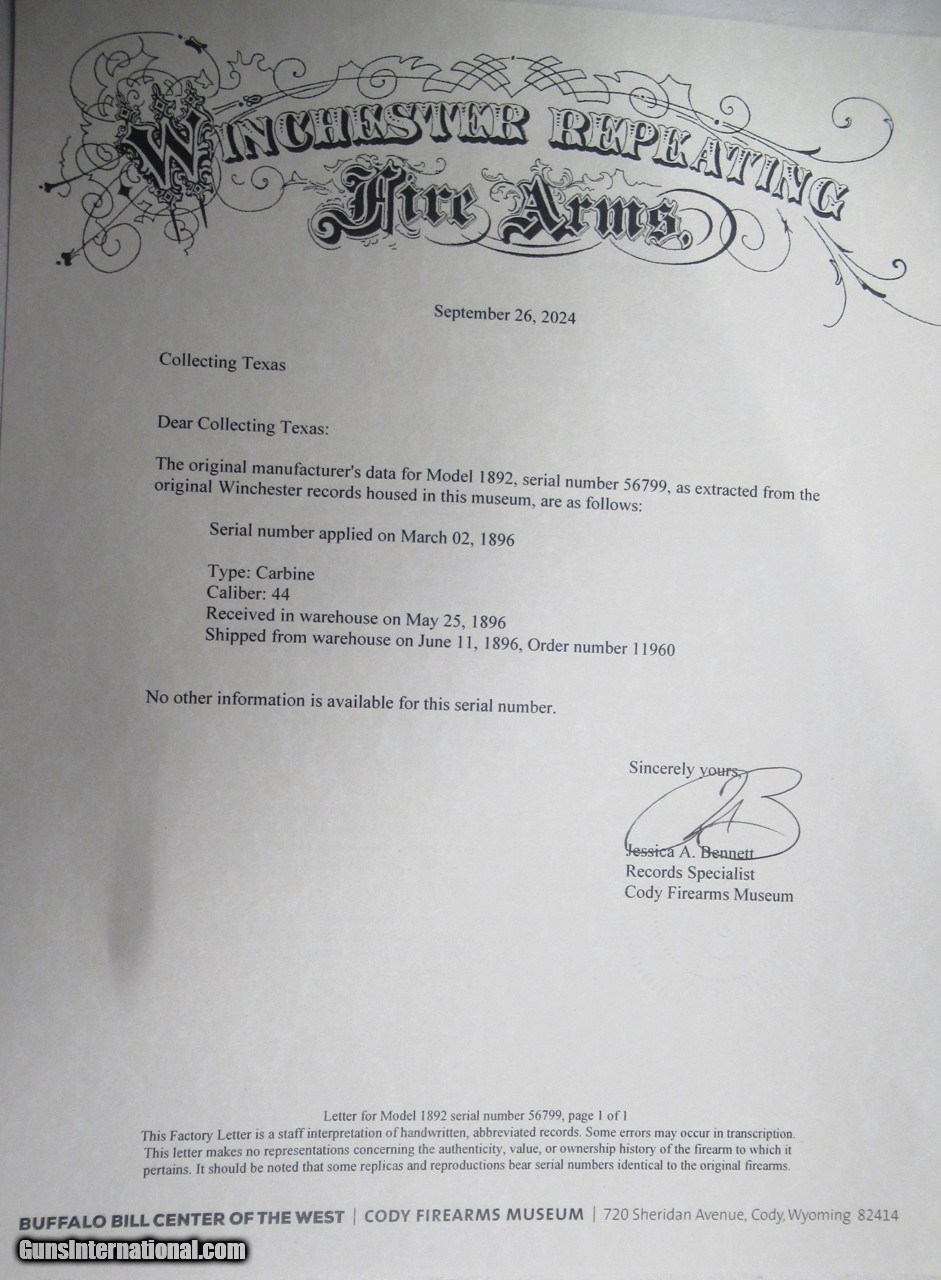 WINCHESTER REPEATING
Fire Arms.
September 26, 2024
Collecting Texas
Dear Collecting Texas:
The original manufacturer's data for Model 1892, serial number 56799, as extracted from the
original Winchester records housed in this museum, are as follows:
Serial number applied on March 02, 1896
Type: Carbine
Caliber: 44
Received in warehouse on May 25, 1896
Shipped from warehouse on June 11, 1896, Order number 11960
No other information is available for this serial number.
Sincerely yours,
Jessica A. Bennett
Records Specialist
Cody Firearms Museum
Letter for Model 1892 serial number 56799, page 1 of 1
This Factory Letter is a staff interpretation of handwritten, abbreviated records. Some errors may occur in transcription.
This letter makes no representations concerning the authenticity, value, or ownership history of the firearm to which it
pertains. It should be noted that some replicas and reproductions bear serial numbers identical to the original firearms.
BUFFALO BILL CENTER OF THE WEST | CODY FIREARMS MUSEUM | 720 Sheridan Avenue, Cody, Wyoming 82414
GunsInternational.com